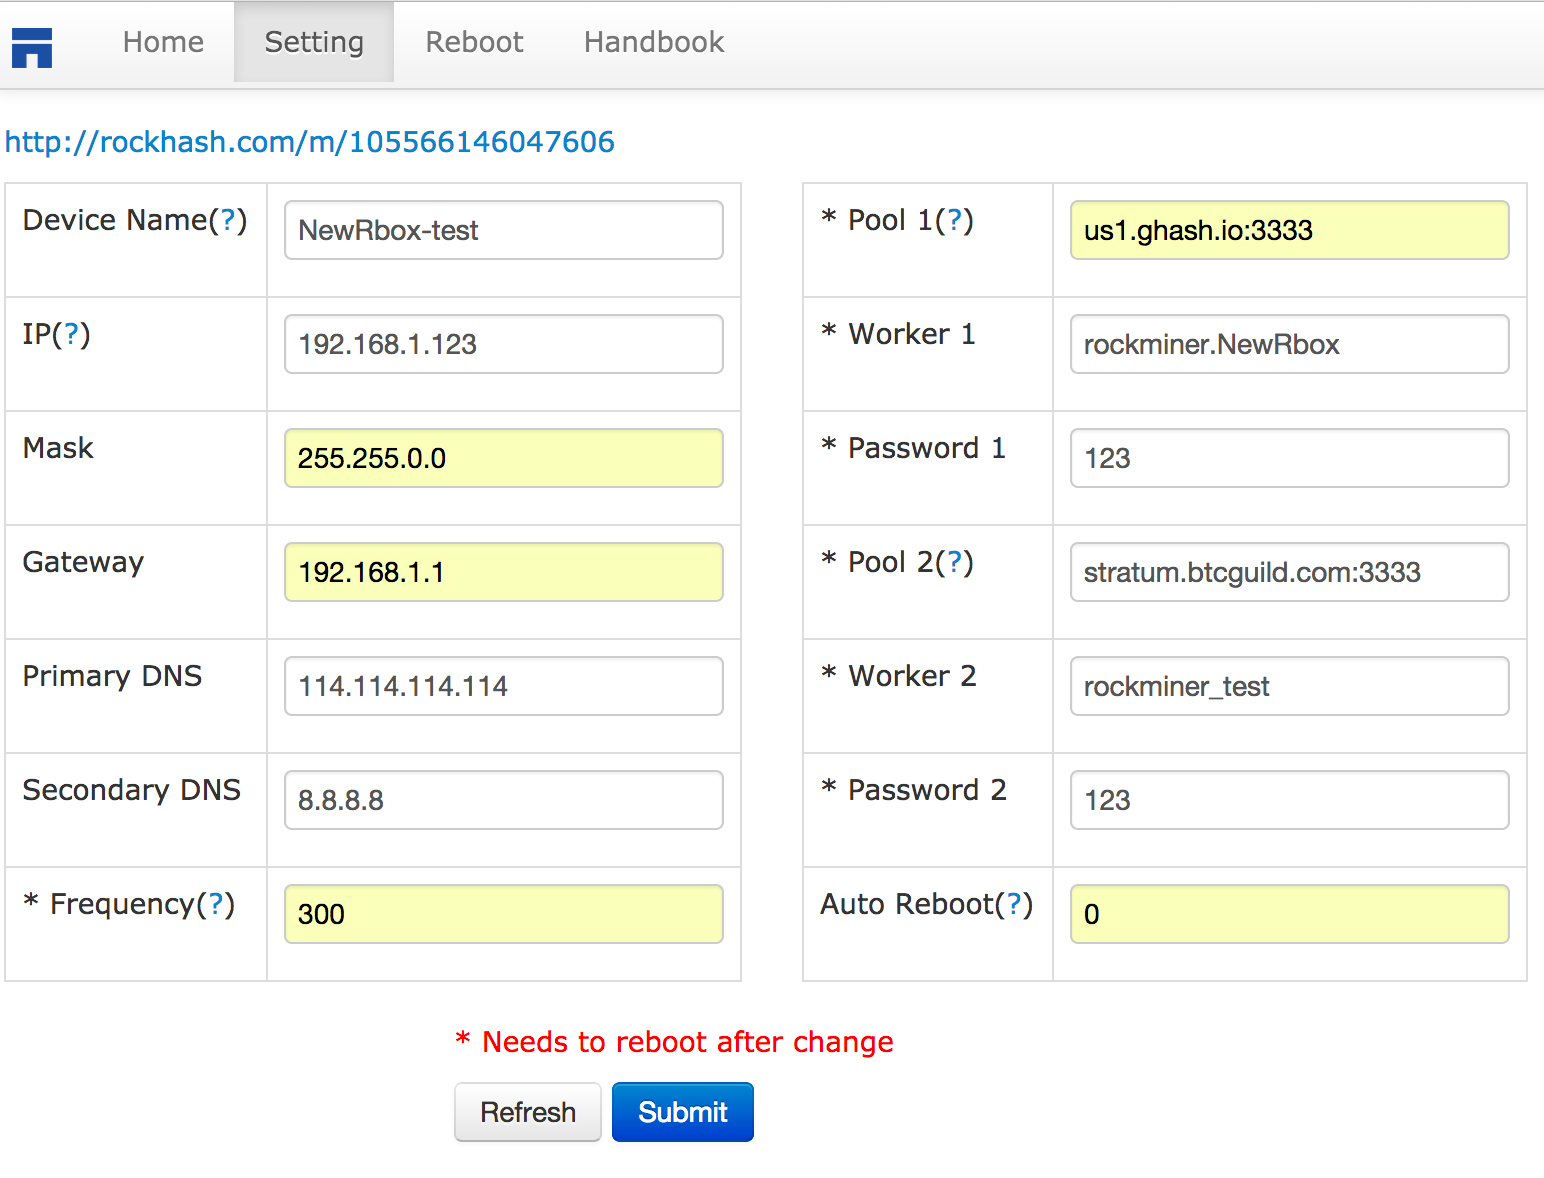 Home Setting Reboot Handbook
http://rockhash.com/m/105566146047606
Device Name(?) NewRbox-test
IP(?) 192.168.1.123
Mask 255.255.0.0
Gateway 192.168.1.1
Primary DNS 114.114.114.114
Secondary DNS 8.8.8.8
* Frequency(?) 300
* Pool 1(?) us1.ghash.io:3333
* Worker 1 rockminer.NewRbox
* Password 1 123
* Pool 2(?) stratum.btcguild.com:3333
* Worker 2 rockminer_test
* Password 2 123
Auto Reboot(?) 0
* Needs to reboot after change
Refresh Submit